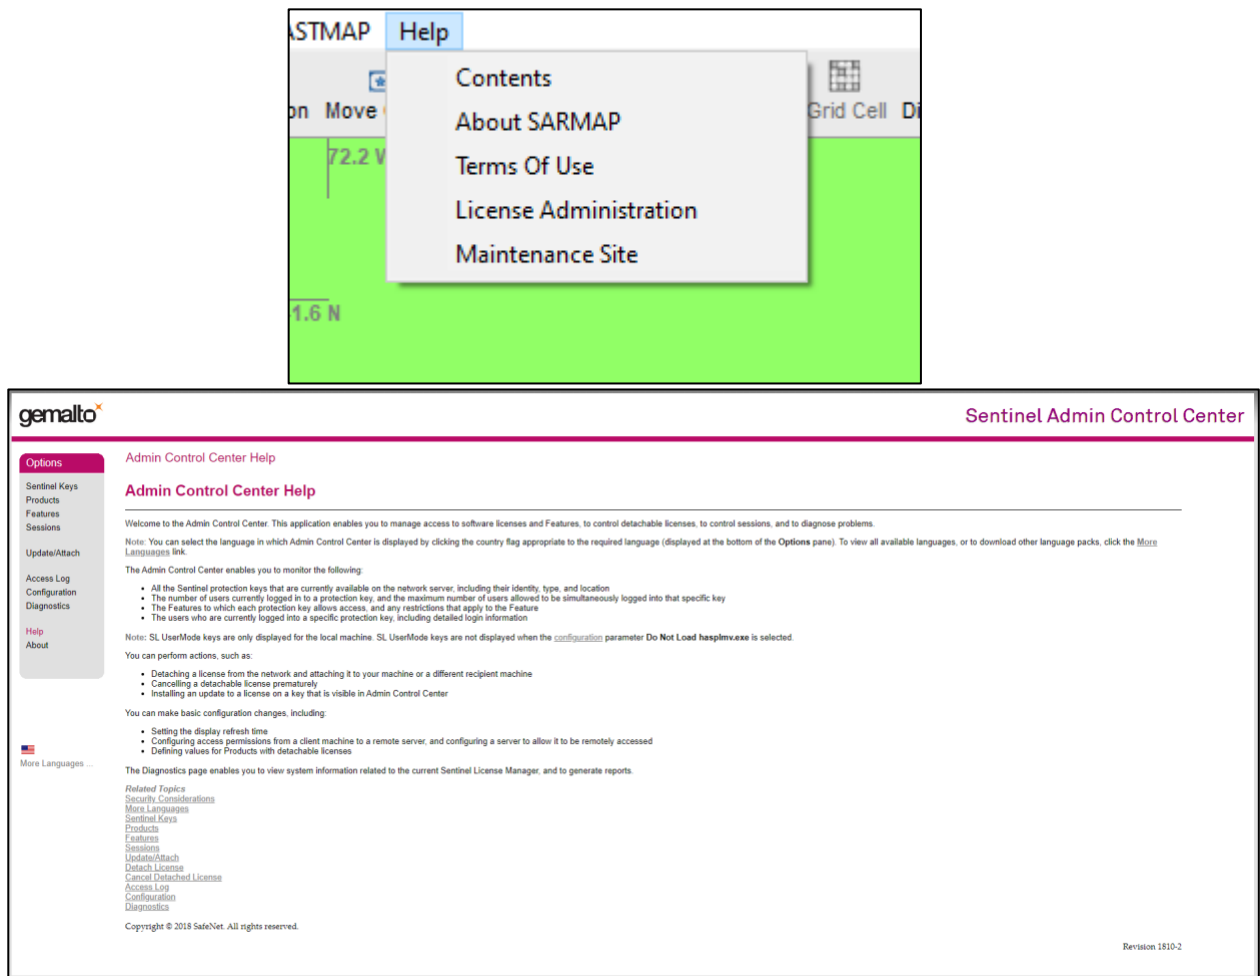 ASTMAP Help
Contents
About SARMAP
Terms Of Use
License Administration
Maintenance Site
on Move
Grid Cell Di
72.2 W
1.6 N
gemalto
Sentinel Admin Control Center
Options
Sentinel Keys
Products
Features
Sessions
Update/Attach
Access Log
Configuration
Diagnostics
Help
About
More Languages ...
Admin Control Center Help
Admin Control Center Help
Welcome to the Admin Control Center. This application enables you to manage access to software licenses and Features, to control detachable licenses, to control sessions, and to diagnose problems.
Note: You can select the language in which Admin Control Center is displayed by clicking the country flag appropriate to the required language (displayed at the bottom of the Options pane). To view all available languages, or to download other language packs, click the More
Languages link.
The Admin Control Center enables you to monitor the following:
• All the Sentinel protection keys that are currently available on the network server, including their identity, type, and location
• The number of users currently logged in to a protection key, and the maximum number of users allowed to be simultaneously logged into that specific key
• The Features to which each protection key allows access, and any restrictions that apply to the Feature
• The users who are currently logged into a specific protection key, including detailed login information
Note: SL UserMode keys are only displayed for the local machine. SL UserMode keys are not displayed when the configuration parameter Do Not Load hasplmv.exe is selected.
You can perform actions, such as:
• Detaching a license from the network and attaching it to your machine or a different recipient machine
• Cancelling a detachable license prematurely
• Installing an update to a license on a key that is visible in Admin Control Center
You can make basic configuration changes, including:
• Setting the display refresh time
• Configuring access permissions from a client machine to a remote server, and configuring a server to allow it to be remotely accessed
• Defining values for Products with detachable licenses
The Diagnostics page enables you to view system information related to the current Sentinel License Manager, and to generate reports.
Related Topics
Security Considerations
More Languages
Sentinel Keys
Products
Features
Sessions
Update/Attach
Detach License
Cancel Detached License
Access Log
Configuration
Diagnostics
Copyright © 2018 SafeNet. All rights reserved.
Revision 1810-2